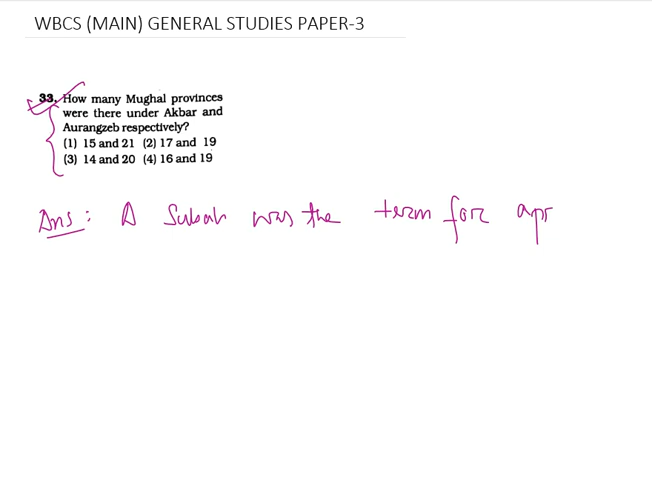 WBCS (MAIN) GENERAL STUDIES PAPER-3
33. How many Mughal provinces
were there under Akbar and
Aurangzeb respectively?
(1) 15 and 21 (2) 17 and 19
(3) 14 and 20 (4) 16 and 19
Ans: A Subah was the term for apr